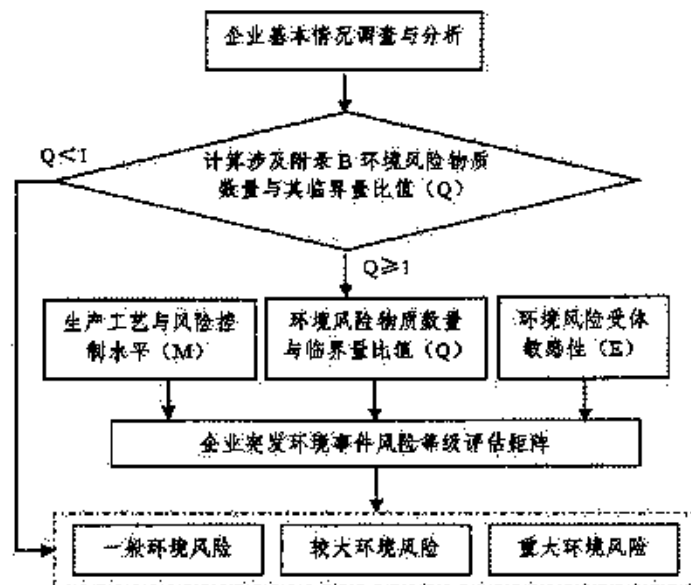 企业基本情况调查与分析
Q<1
计算涉及附录 B 环境风险物质
数量与其临界量比值（Q）
Q≥1
生产工艺与风险控
制水平（M）
环境风险物质数量
与临界量比值（Q）
环境风险受体
敏感性（E）
企业突发环境事件风险等级评估矩阵
一般环境风险
较大环境风险
重大环境风险